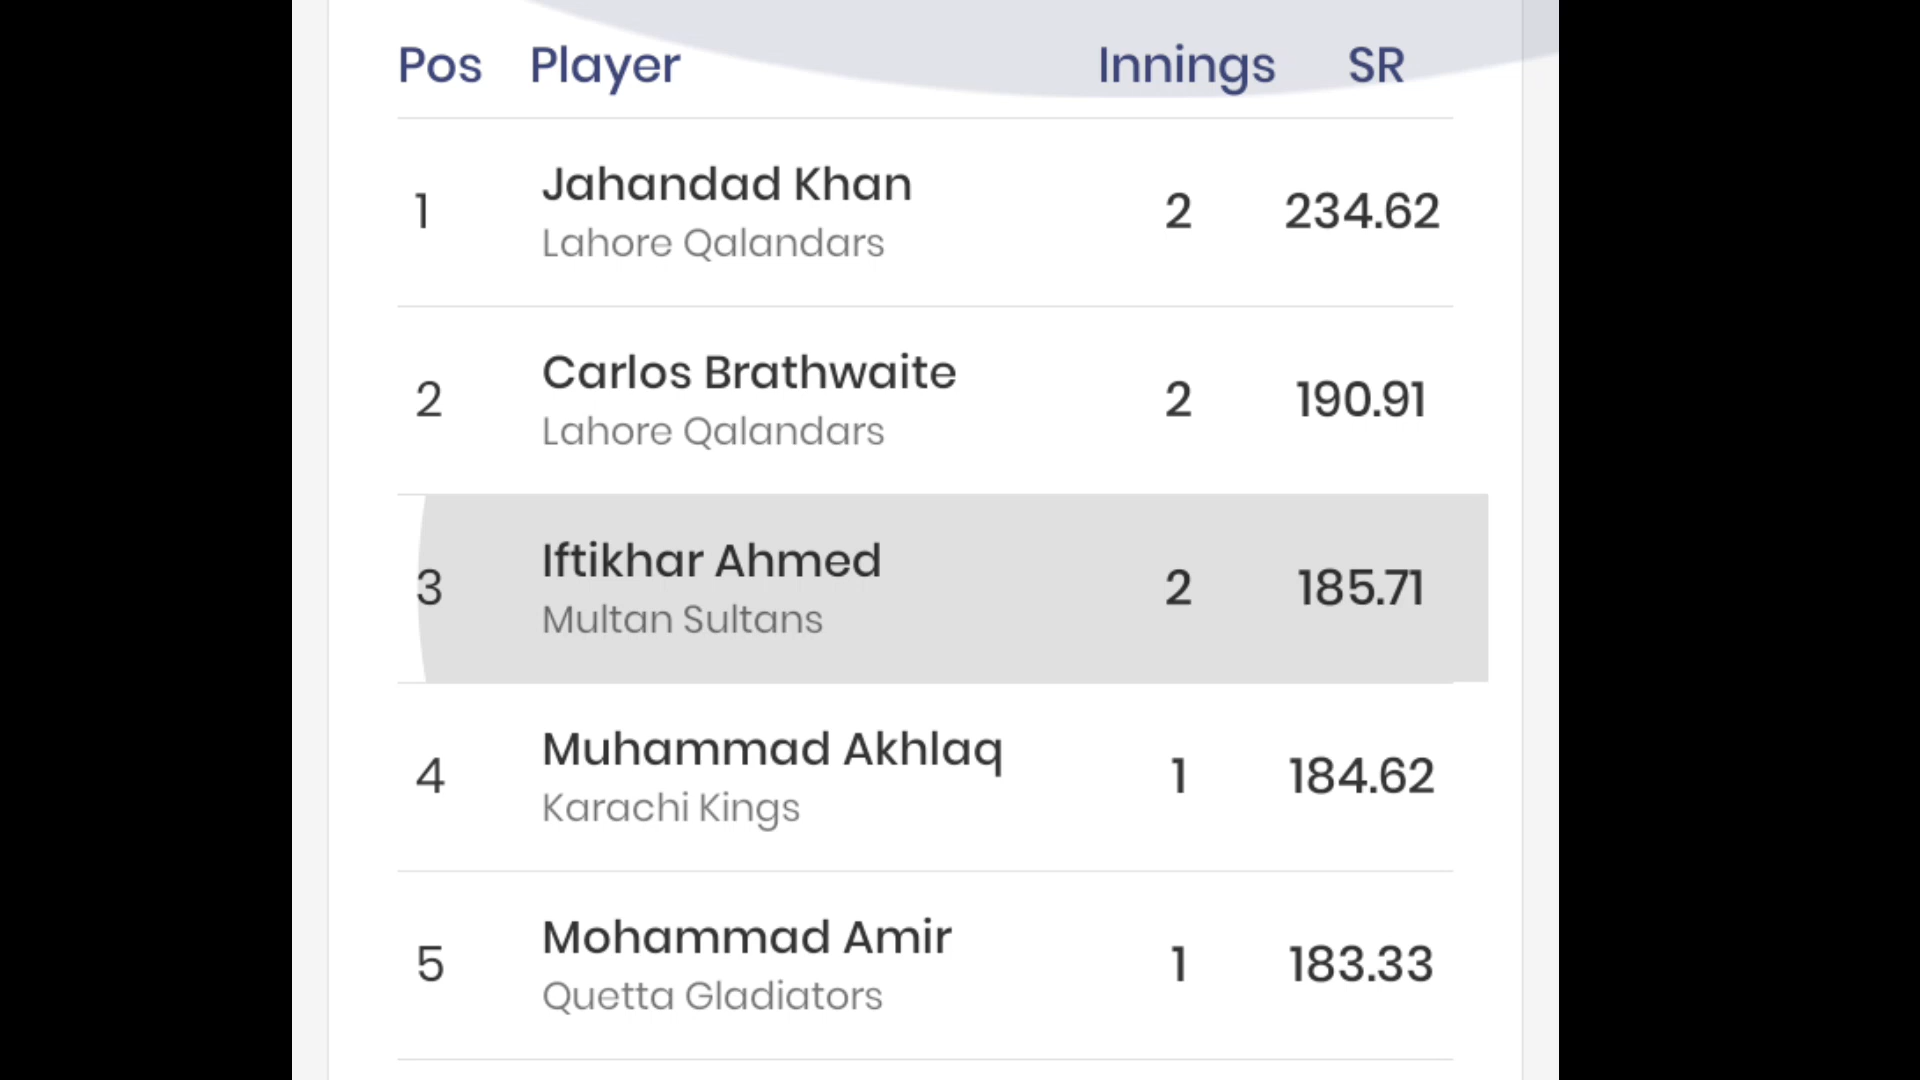 Pos Player Innings SR
1 Jahandad Khan 2 234.62
Lahore Qalandars
2 Carlos Brathwaite 2 190.91
Lahore Qalandars
3 Iftikhar Ahmed 2 185.71
Multan Sultans
4 Muhammad Akhlaq 1 184.62
Karachi Kings
5 Mohammad Amir 1 183.33
Quetta Gladiators